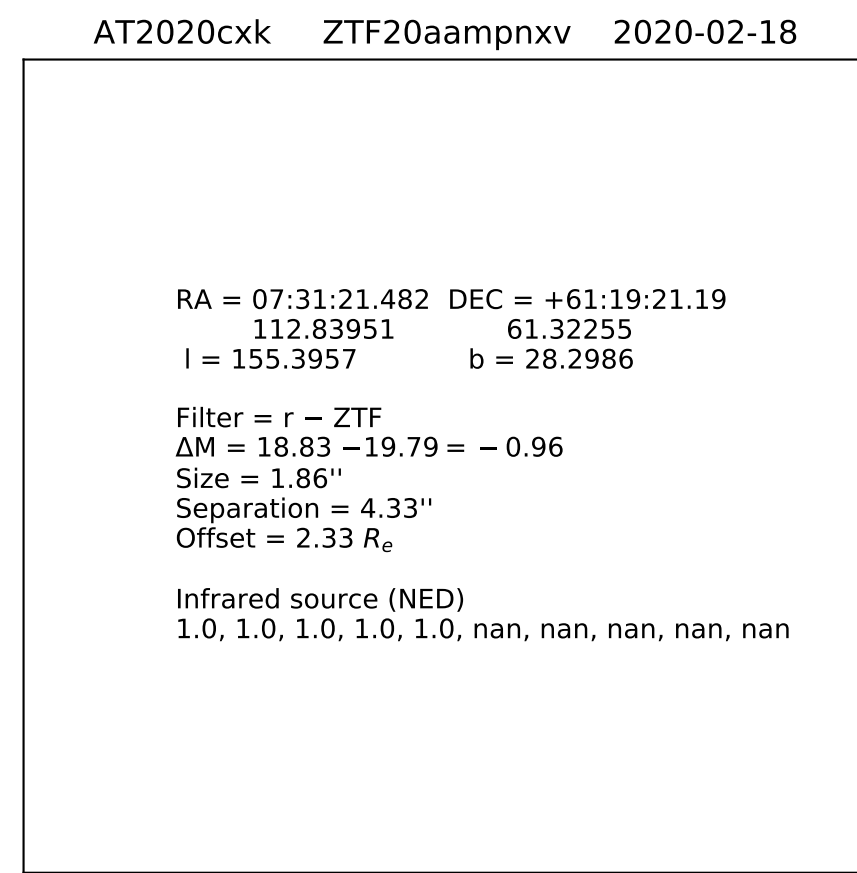 AT2020cxk ZTF20aampnxv 2020-02-18
RA = 07:31:21.482 DEC = +61:19:21.19
112.83951 61.32255
l = 155.3957 b = 28.2986
Filter = r − ZTF
ΔM = 18.83 −19.79 = − 0.96
Size = 1.86''
Separation = 4.33''
Offset = 2.33 Re
Infrared source (NED)
1.0, 1.0, 1.0, 1.0, 1.0, nan, nan, nan, nan, nan